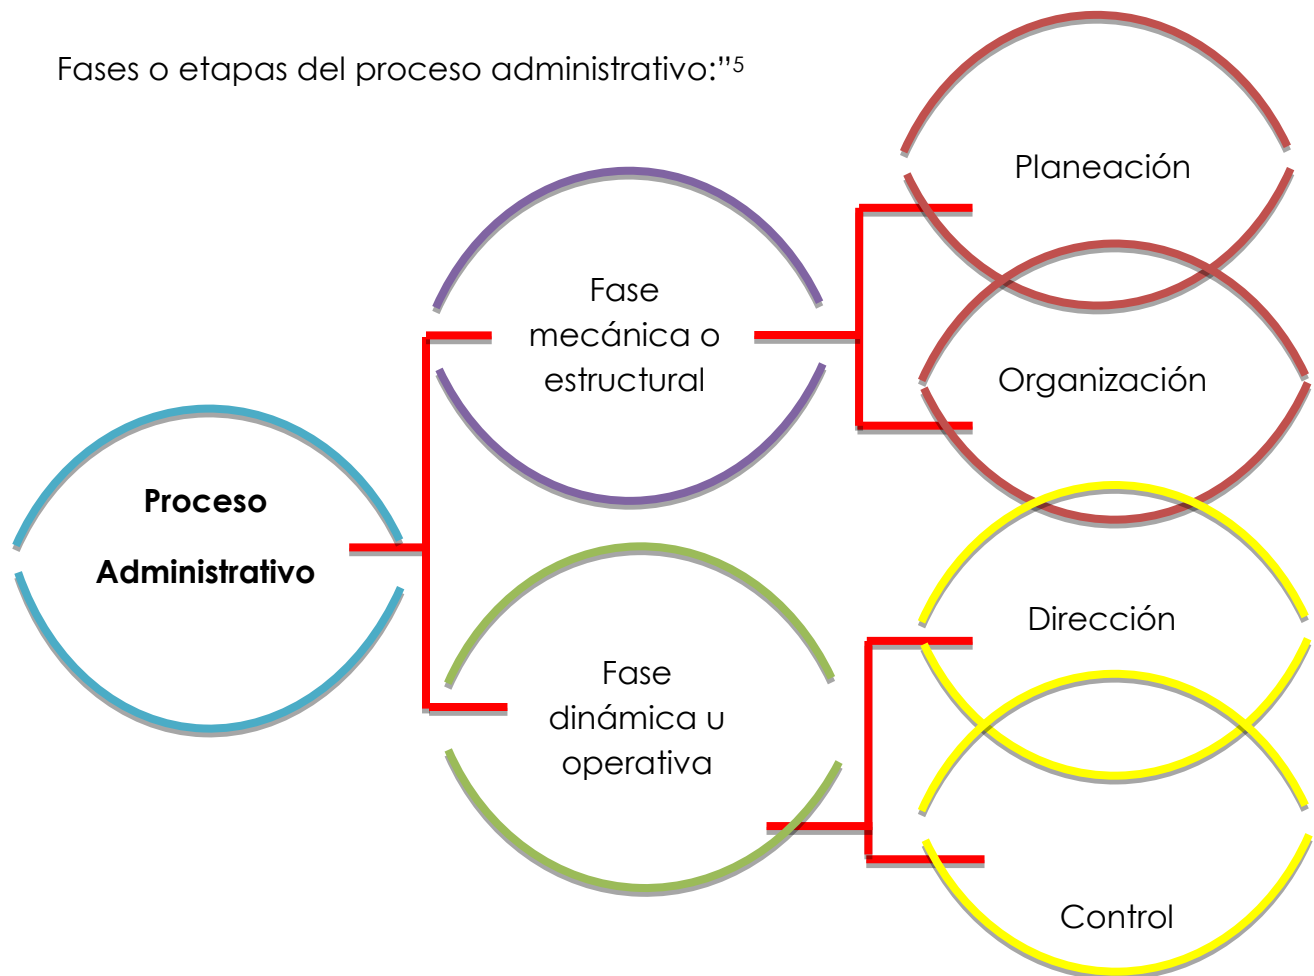 Fases o etapas del proceso administrativo:”5
Proceso
Administrativo
Fase
mecánica o
estructural
Planeación
Organización
Fase
dinámica u
operativa
Dirección
Control